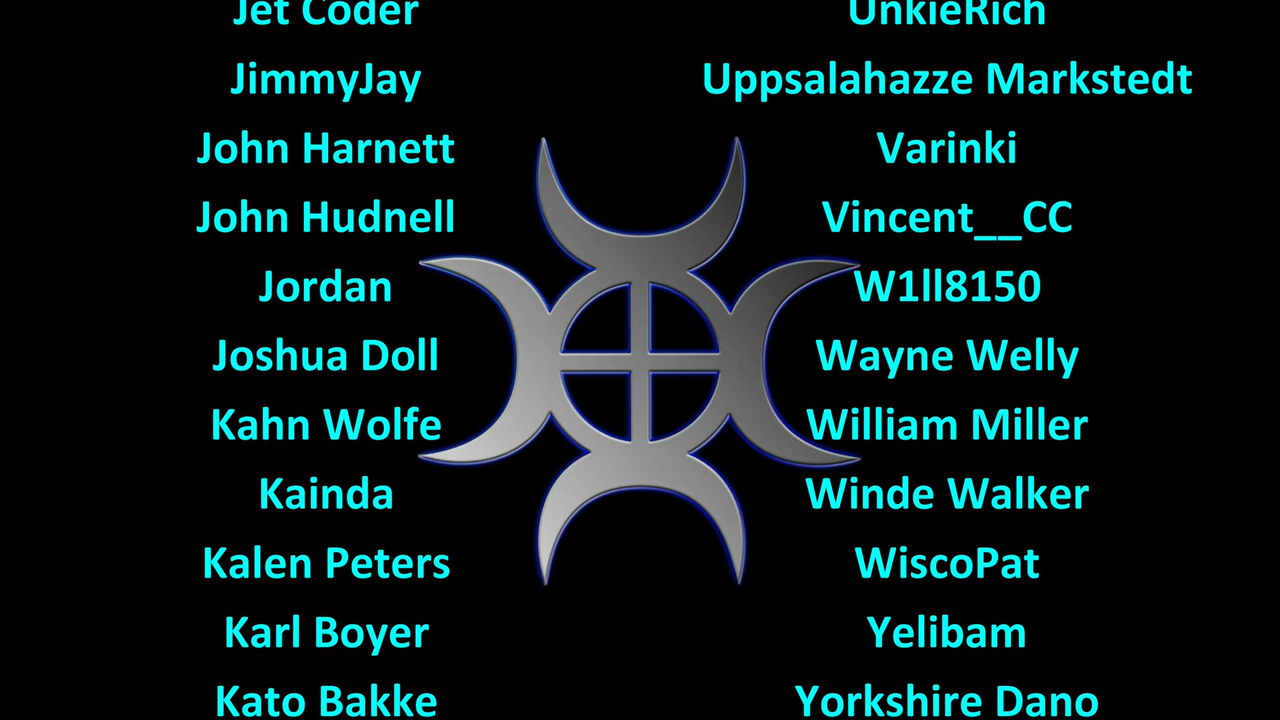 Jet Coder
JimmyJay
John Harnett
John Hudnell
Jordan
Joshua Doll
Kahn Wolfe
Kainda
Kalen Peters
Karl Boyer
Kato Bakke
UnkieRich
Uppsalahazze Markstedt
Varinki
Vincent__CC
W1ll8150
Wayne Welly
William Miller
Winde Walker
WiscoPat
Yelibam
Yorkshire Dano